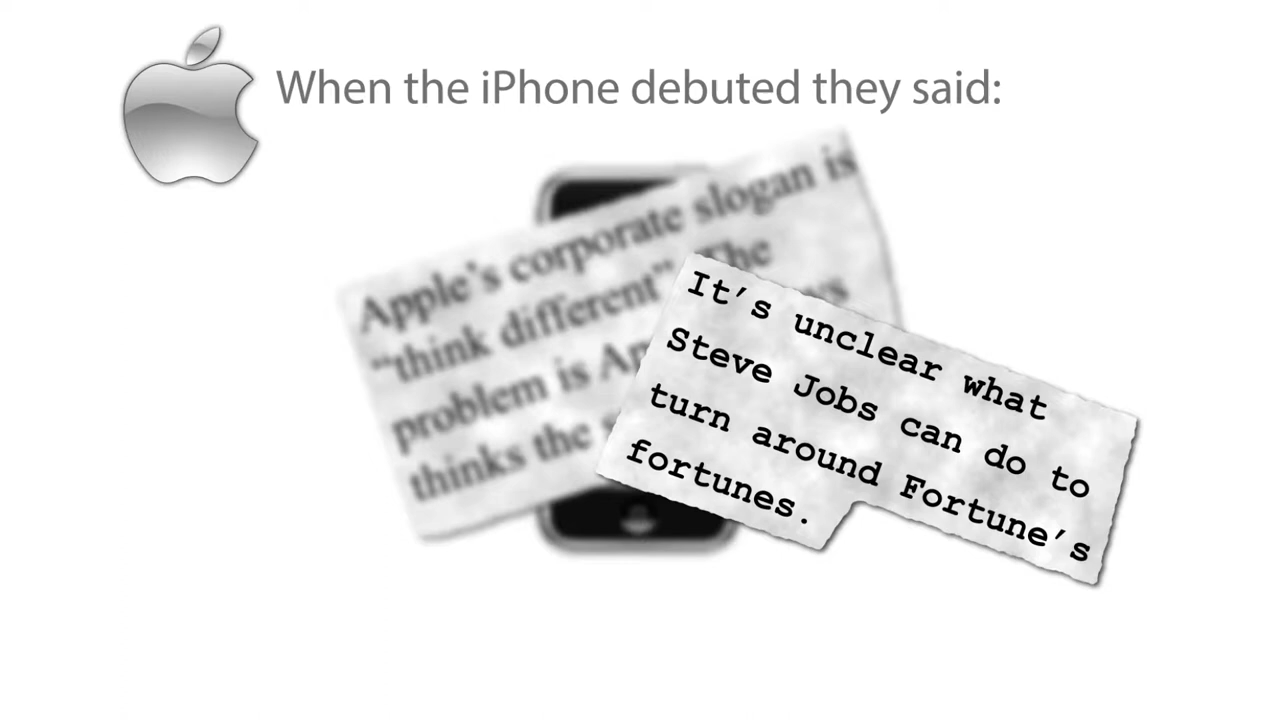 When the iPhone debuted they said:
Apple's corporate slogan is
“think different”. The
problem is
thinks the
It’s unclear what
Steve Jobs can do to
turn around Fortune’s
fortunes.